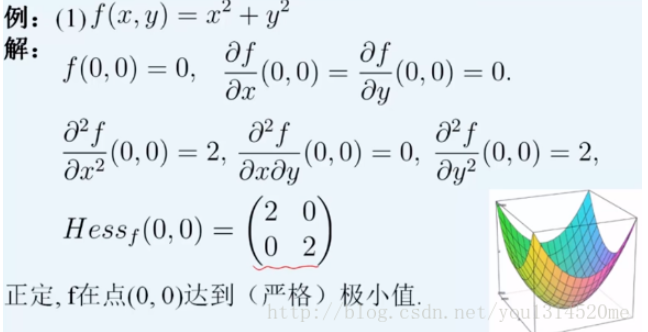 例: (1) f(x, y) = x² + y²
解:
f(0, 0) = 0, ∂f/∂x (0, 0) = ∂f/∂y (0, 0) = 0.
∂²f/∂x² (0, 0) = 2, ∂²f/∂x∂y (0, 0) = 0, ∂²f/∂y² (0, 0) = 2,
Hess_f(0, 0) = (2 0
0 2)
正定, f在点(0, 0)达到（严格）极小值.
http://blog.csdn.net/you1314520me